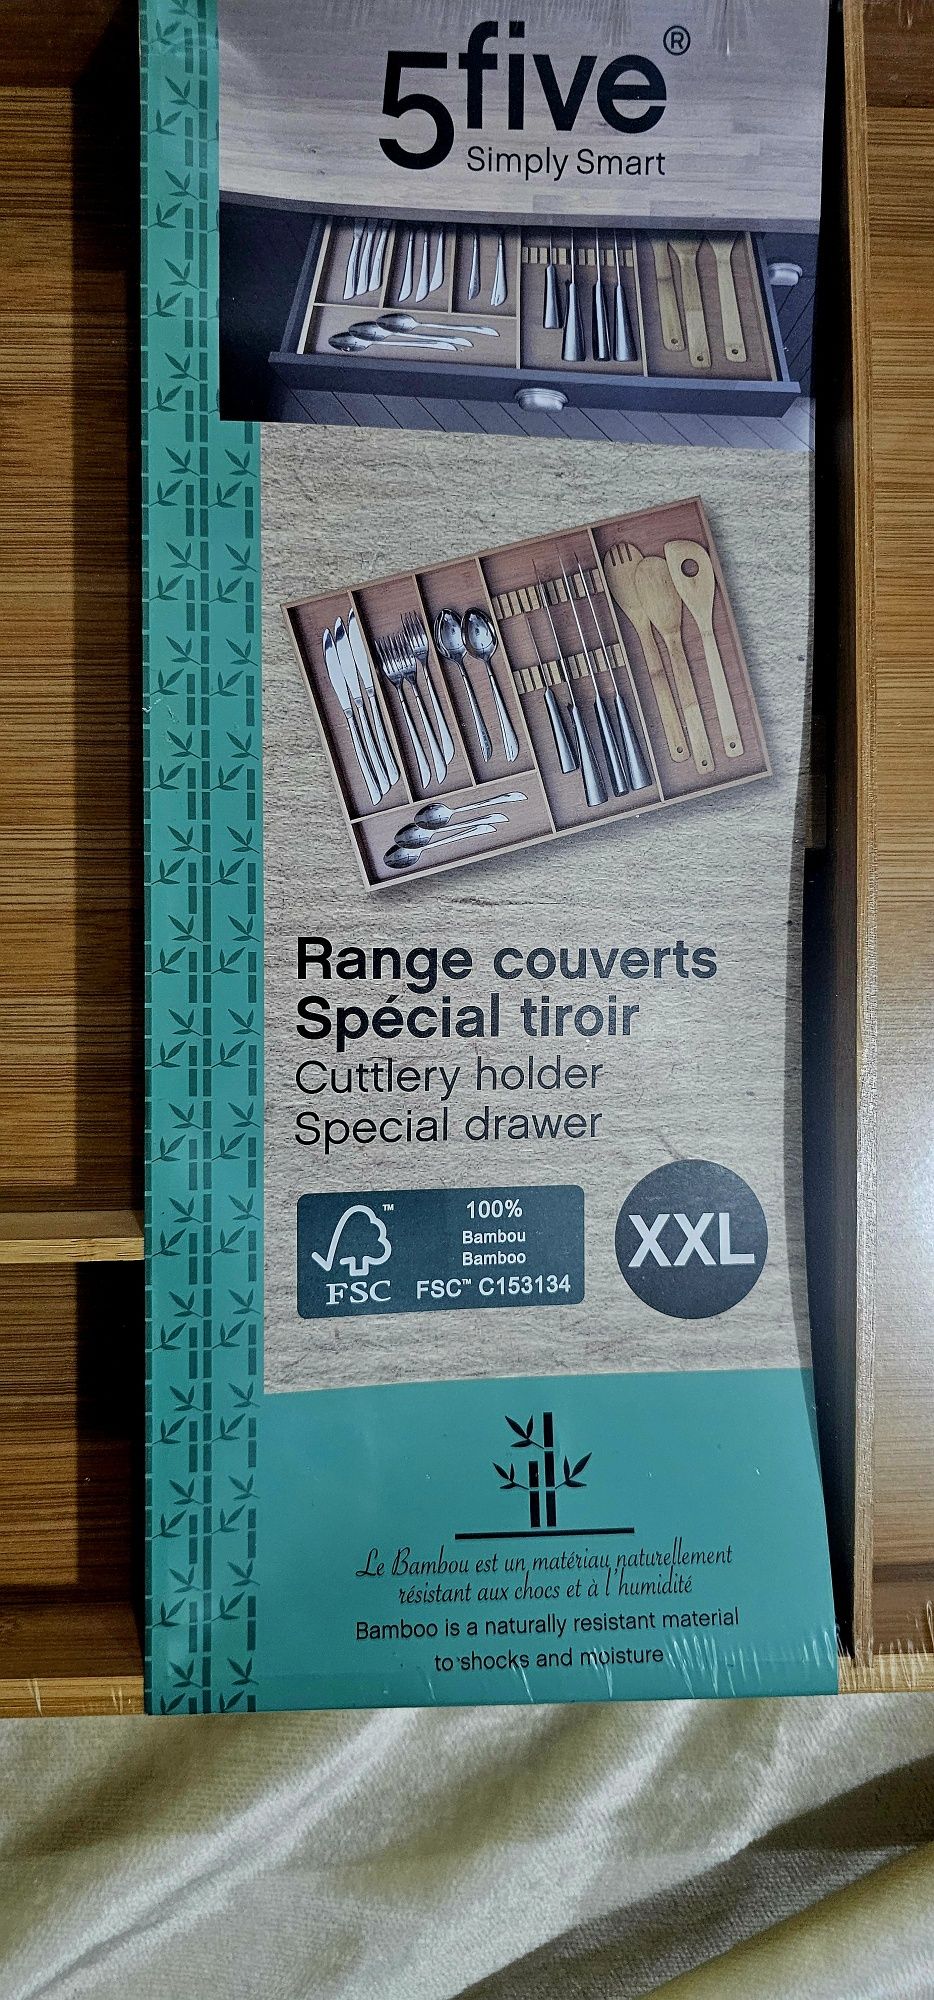 5five®
Simply Smart
Range couverts
Spécial tiroir
Cuttlery holder
Special drawer
FSC™
100%
Bambou
Bamboo
FSC™ C153134
XXL
Le Bambou est un matériau naturellement
résistant aux chocs et à l'humidité
Bamboo is a naturally resistant material
to shocks and moisture